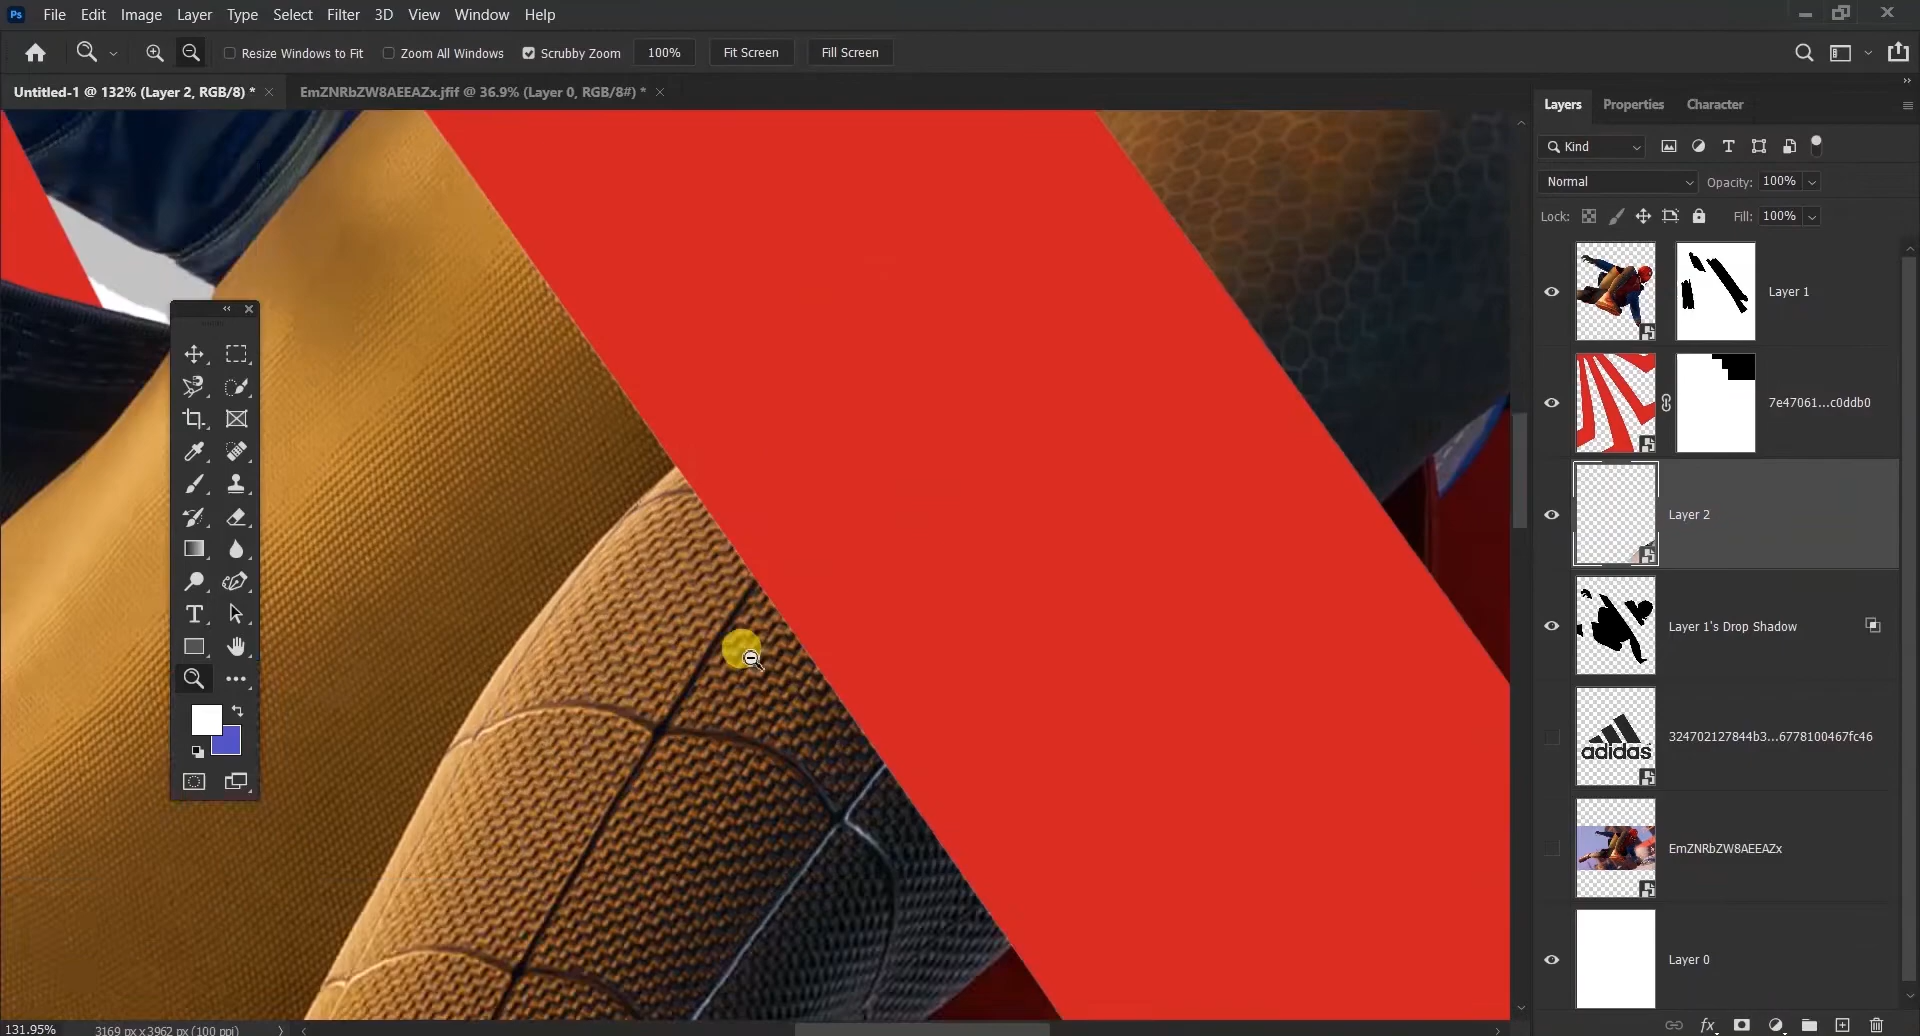 Ps File Edit Image Layer Type Select Filter 3D View Window Help
Resize Windows to Fit Zoom All Windows Scrubby Zoom 100% Fit Screen Fill Screen
Untitled-1 @ 132% (Layer 2, RGB/8) * EmZNRbZW8AEEAZx.jfif @ 36.9% (Layer 0, RGB/8#) *
Layers Properties Character
Kind
Normal Opacity: 100%
Lock: Fill: 100%
Layer 1
7e47061...c0ddb0
Layer 2
Layer 1's Drop Shadow
adidas
324702127844b3...6778100467fc46
EmZNRbZW8AEEAZx
Layer 0
131.95% 3169 px x 3962 px (100 ppi)
fx